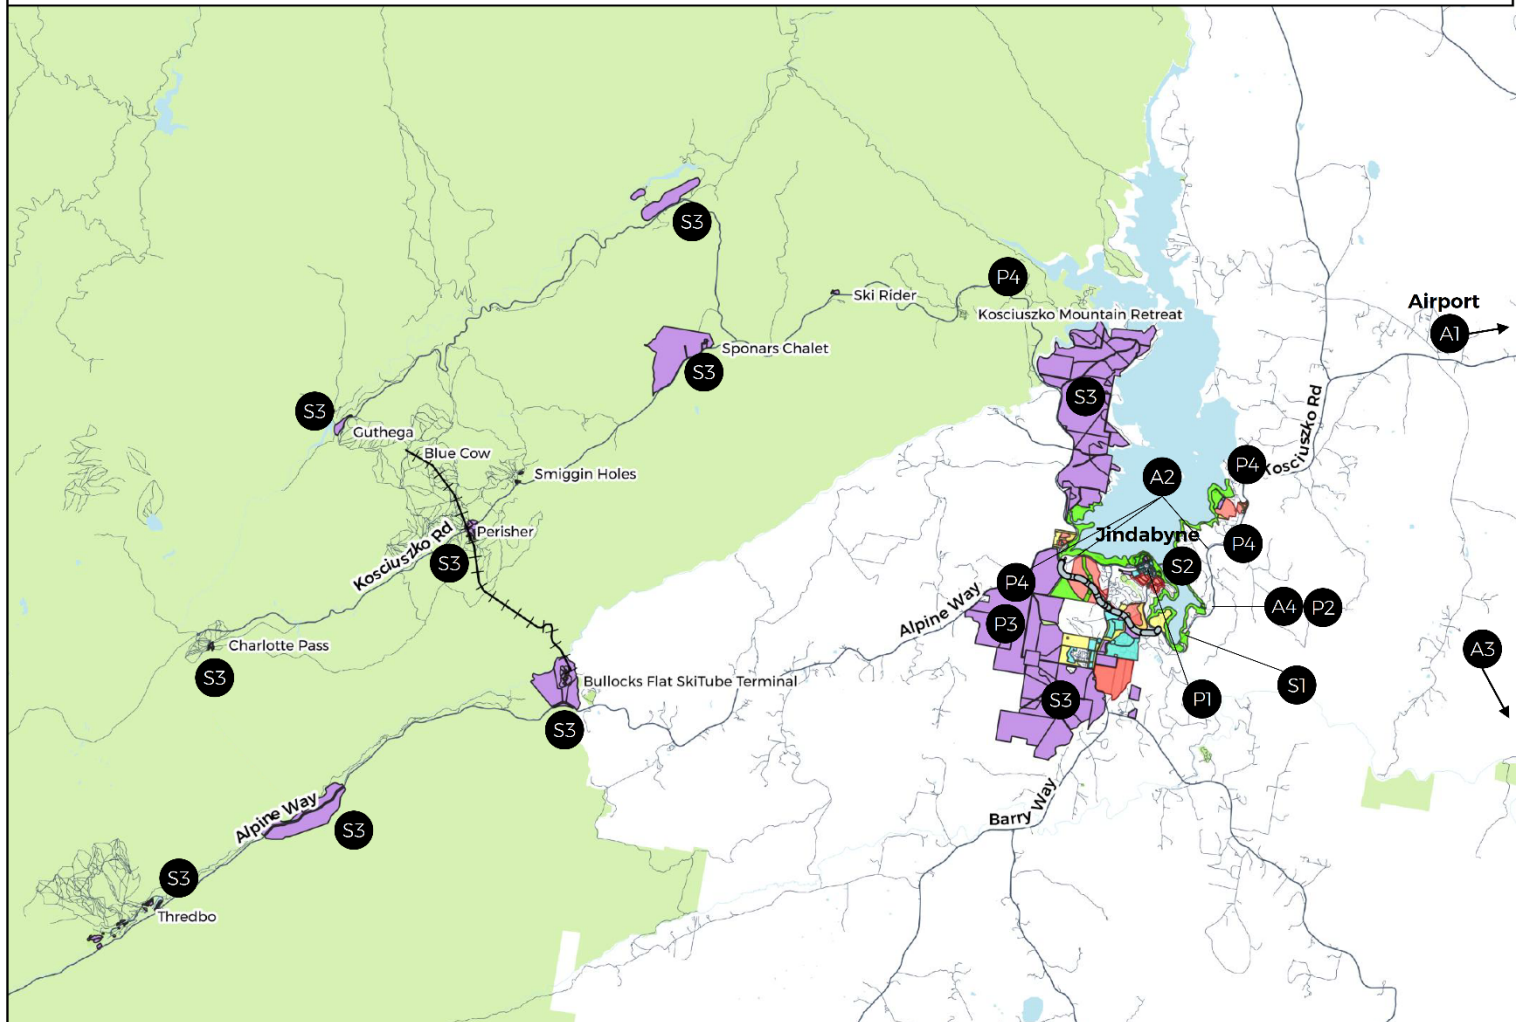 S3
Ski Rider
P4
Kosciuszko Mountain Retreat
Airport
A1
Sponars Chalet
S3
S3
Kosciuszko Rd
S3
Guthega
Blue Cow
P4
Smiggin Holes
A2
Perisher
Jindabyne
P4
Kosciuszko Rd
S3
S2
P4
Alpine Way
P3
A4
P2
Charlotte Pass
S3
A3
Bullocks Flat SkiTube Terminal
S3
S3
P1
S1
Alpine Way
S3
Barry Way
S3
Thredbo